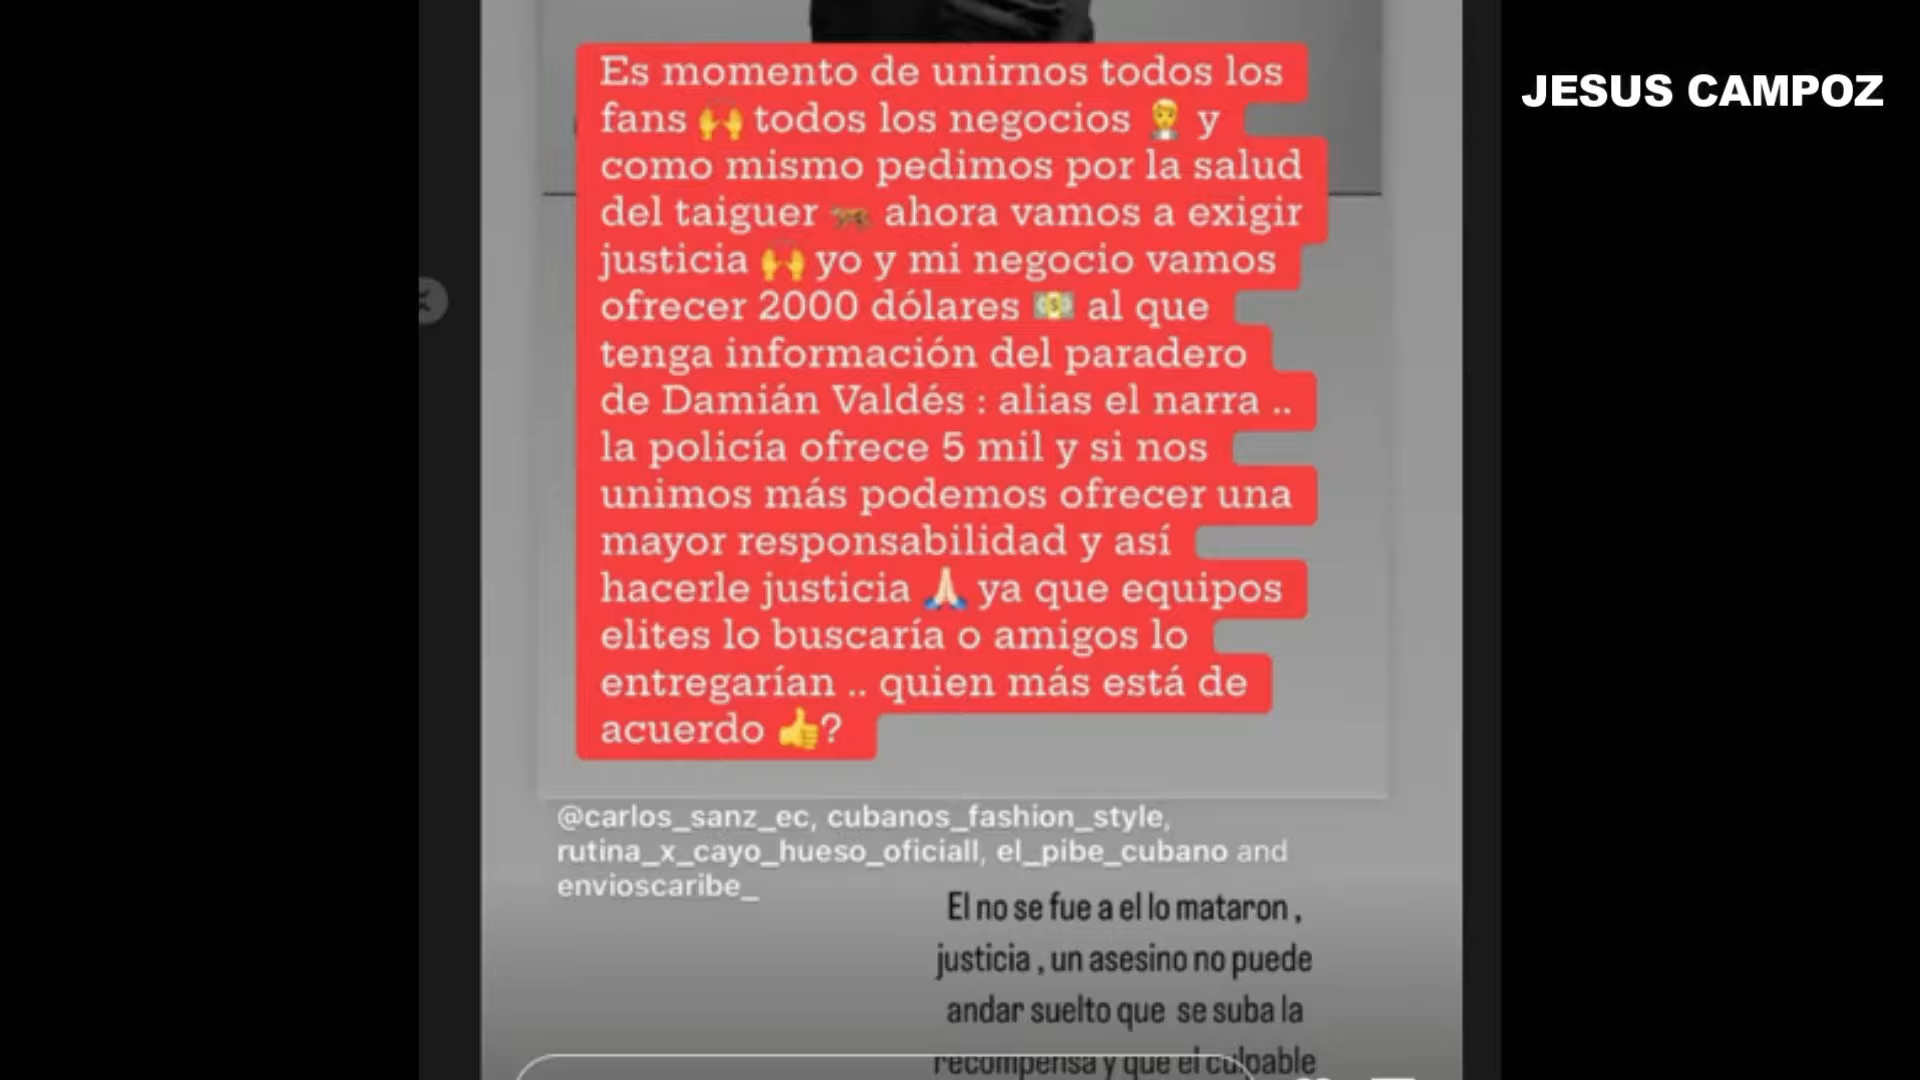 JESUS CAMPOZ
Es momento de unirnos todos los
fans 🙌 todos los negocios 👨‍💼 y
como mismo pedimos por la salud
del taiguer 🐅 ahora vamos a exigir
justicia 🙌 yo y mi negocio vamos
ofrecer 2000 dólares 💵 al que
tenga información del paradero
de Damián Valdés : alias el narra ..
la policía ofrece 5 mil y si nos
unimos más podemos ofrecer una
mayor responsabilidad y así
hacerle justicia 🙏🏻 ya que equipos
elites lo buscaría o amigos lo
entregarían .. quien más está de
acuerdo 👍?
@carlos_sanz_ec, cubanos_fashion_style,
rutina_x_cayo_hueso_oficiall, el_pibe_cubano and
envioscaribe_
El no se fue a el lo mataron ,
justicia , un asesino no puede
andar suelto que se suba la
recompensa y que el culpable